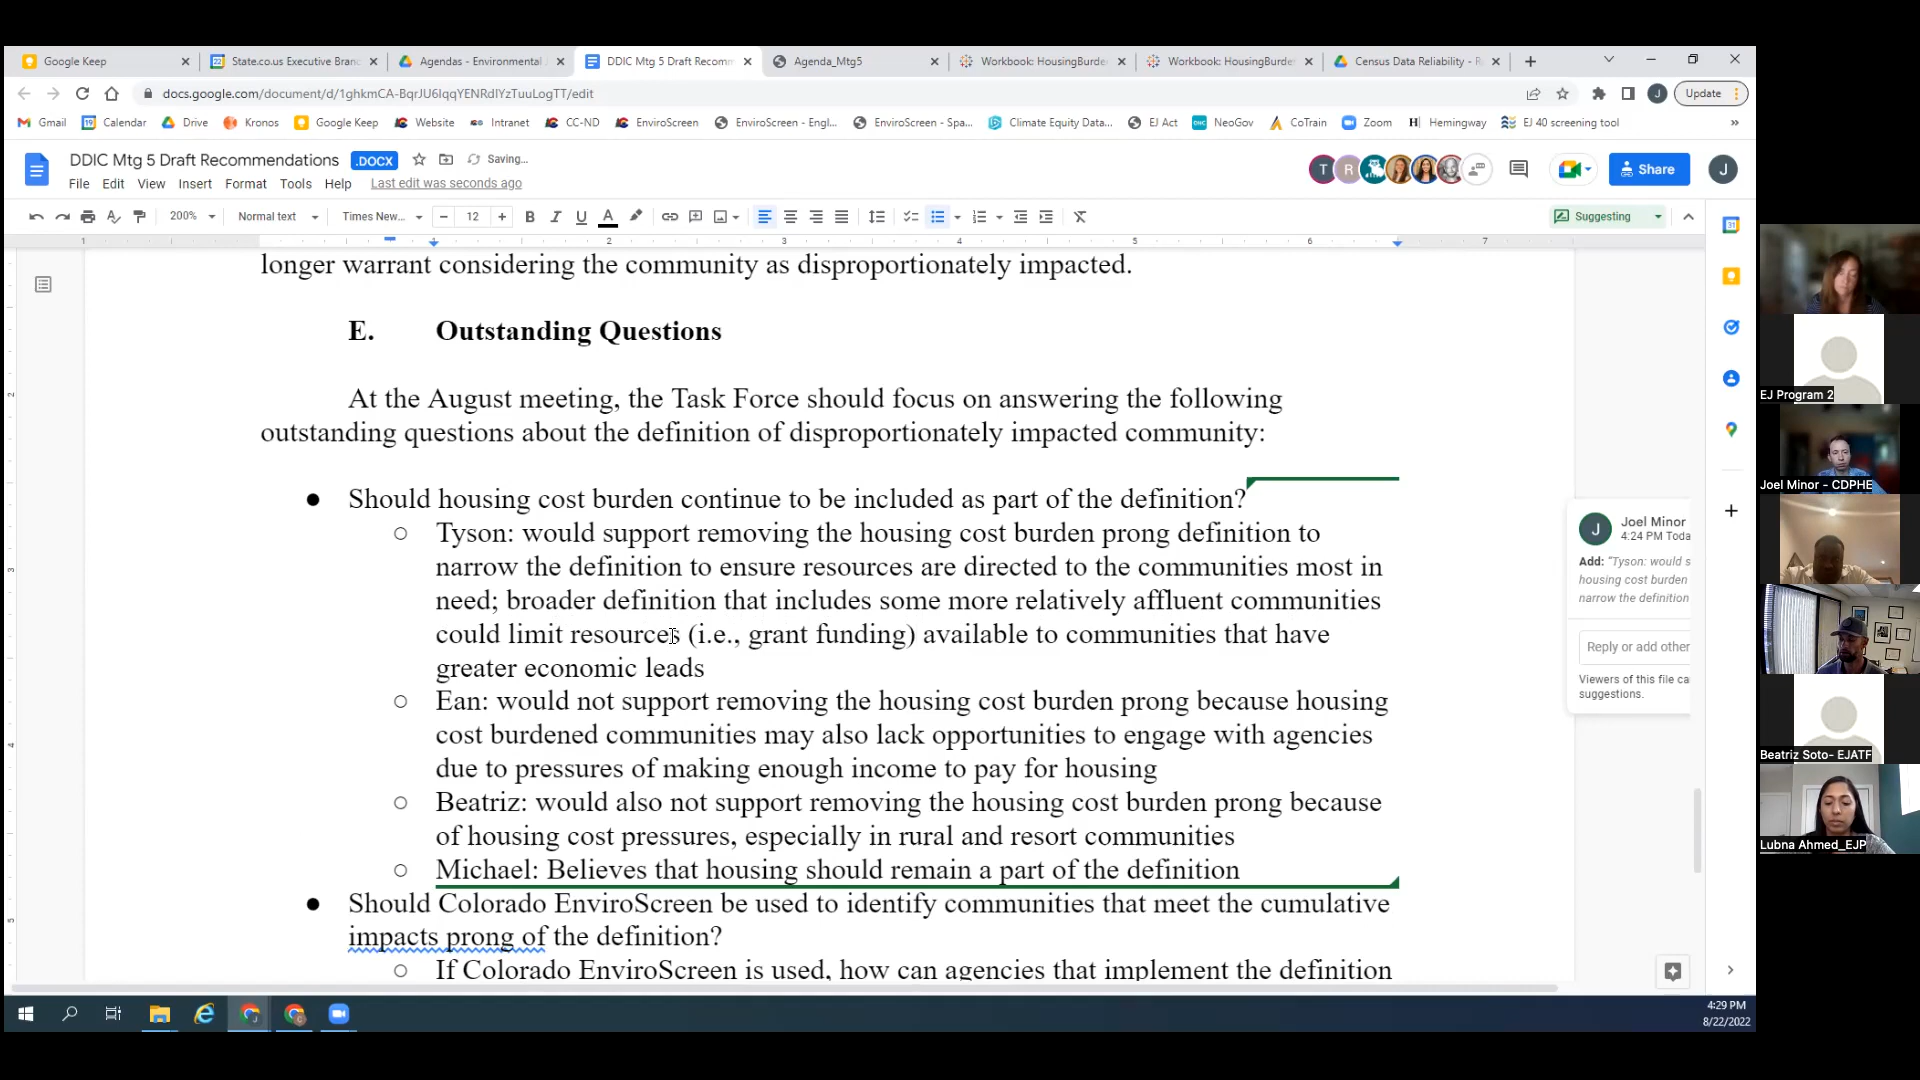 Google Keep
State.co.us Executive Branc
Agendas - Environmental J
DDIC Mtg 5 Draft Recomm
Agenda_Mtg5
Workbook: HousingBurde
Workbook: HousingBurde
Census Data Reliability - R
docs.google.com/document/d/1ghkmCA-BqrJU6IqqYENRdlYzTuuLogTT/edit
J
Update
Gmail
Calendar
Drive
Kronos
Google Keep
Website
Intranet
CC-ND
EnviroScreen
EnviroScreen - Engl...
EnviroScreen - Spa...
Climate Equity Data...
EJ Act
NeoGov
CoTrain
Zoom
Hemingway
EJ 40 screening tool
DDIC Mtg 5 Draft Recommendations .DOCX Saving...
File Edit View Insert Format Tools Help Last edit was seconds ago
T R
Share
J
200% Normal text Times New... 12 B I U A
Suggesting
1 1 2 3 4 5 6 7
longer warrant considering the community as disproportionately impacted.
E. Outstanding Questions
At the August meeting, the Task Force should focus on answering the following
outstanding questions about the definition of disproportionately impacted community:
● Should housing cost burden continue to be included as part of the definition?
○ Tyson: would support removing the housing cost burden prong definition to
narrow the definition to ensure resources are directed to the communities most in
need; broader definition that includes some more relatively affluent communities
could limit resources (i.e., grant funding) available to communities that have
greater economic leads
○ Ean: would not support removing the housing cost burden prong because housing
cost burdened communities may also lack opportunities to engage with agencies
due to pressures of making enough income to pay for housing
○ Beatriz: would also not support removing the housing cost burden prong because
of housing cost pressures, especially in rural and resort communities
○ Michael: Believes that housing should remain a part of the definition
● Should Colorado EnviroScreen be used to identify communities that meet the cumulative
impacts prong of the definition?
○ If Colorado EnviroScreen is used, how can agencies that implement the definition
J
Joel Minor
4:24 PM Toda
Add: "Tyson: would s
housing cost burden
narrow the definition
Reply or add other
Viewers of this file ca
suggestions.
2
3
4
5
EJ Program 2
Joel Minor - CDPHE
Beatriz Soto- EJATF
Lubna Ahmed_EJP
4:29 PM
8/22/2022